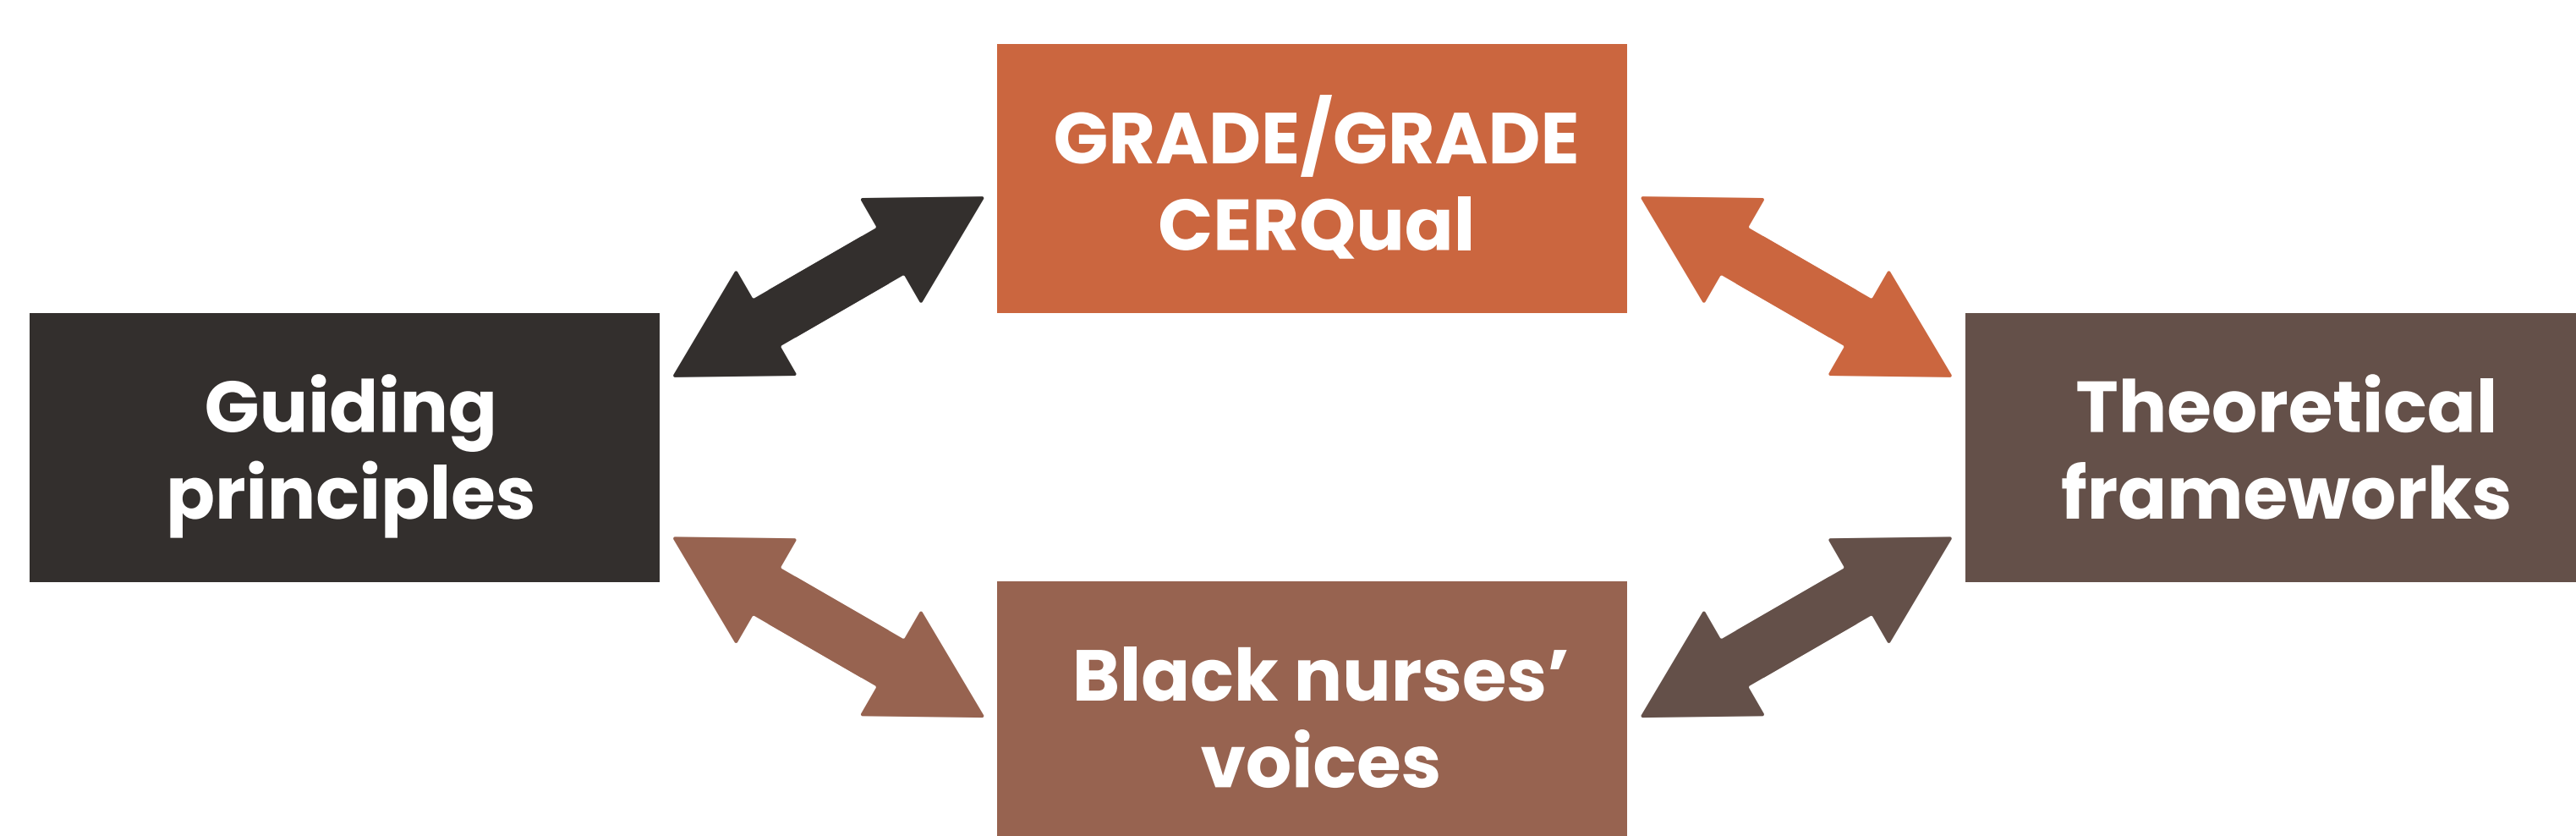 GRADE/GRADE
CERQual
Guiding
principles
Theoretical
frameworks
Black nurses’
voices